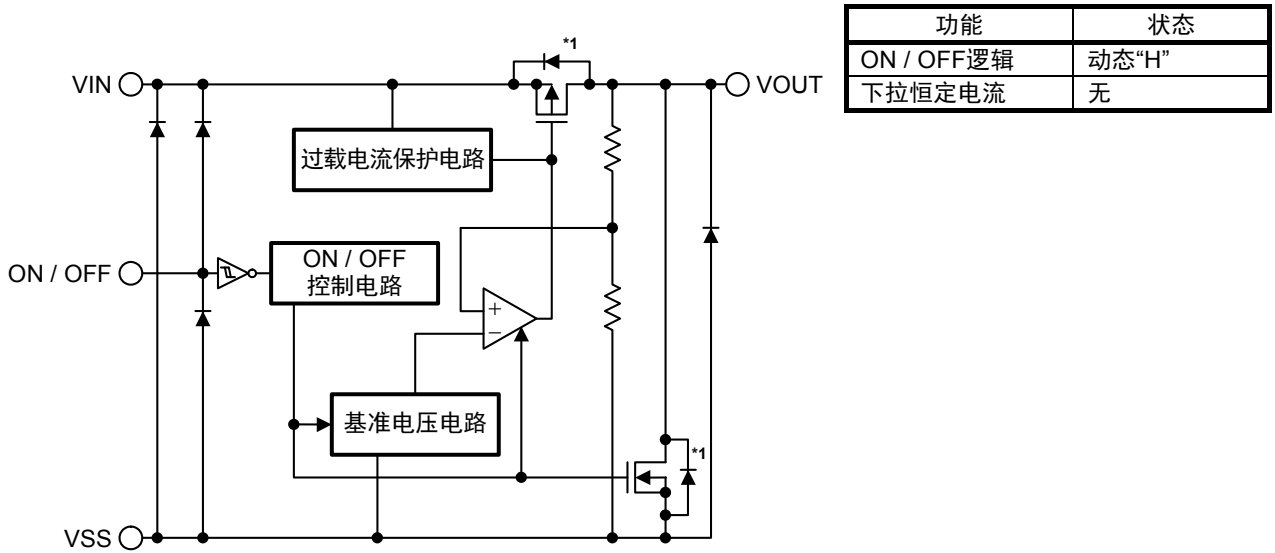 功能 状态
ON / OFF逻辑 动态“H”
下拉恒定电流 无
*1
VIN
VOUT
过载电流保护电路
ON / OFF
ON / OFF
控制电路
+
−
基准电压电路
*1
VSS